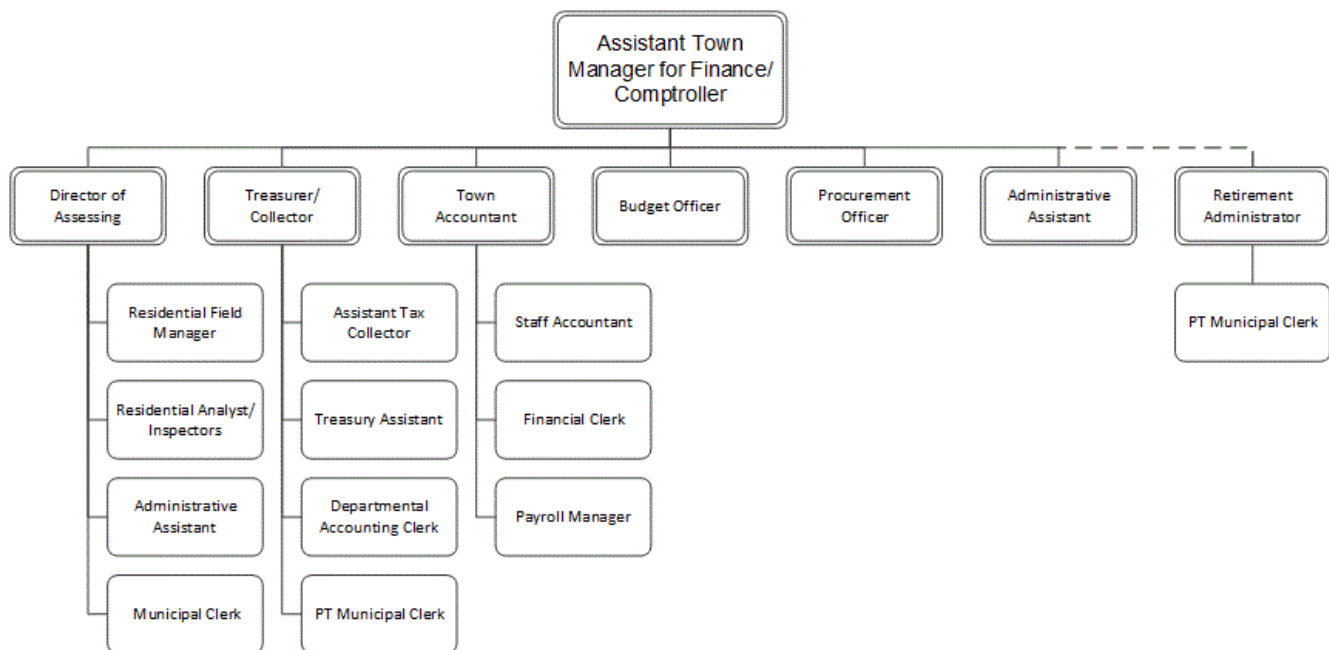 Assistant Town
Manager for Finance/
Comptroller
Director of
Assessing
Treasurer/
Collector
Town
Accountant
Budget Officer
Procurement
Officer
Administrative
Assistant
Retirement
Administrator
Residential Field
Manager
Assistant Tax
Collector
Staff Accountant
PT Municipal Clerk
Residential Analyst/
Inspectors
Treasury Assistant
Financial Clerk
Administrative
Assistant
Departmental
Accounting Clerk
Payroll Manager
Municipal Clerk
PT Municipal Clerk